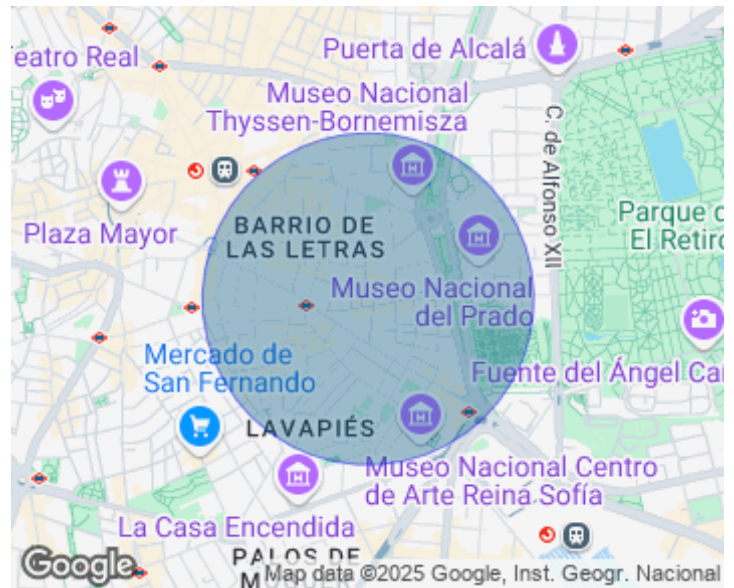 eatro Real
Puerta de Alcalá
Museo Nacional
Thyssen-Bornemisza
C. de Alfonso XII
Plaza Mayor
BARRIO DE
LAS LETRAS
Parque d
El Retiro
Museo Nacional
del Prado
Mercado de
San Fernando
Fuente del Ángel Caí
LAVAPIÉS
Museo Nacional Centro
de Arte Reina Sofía
La Casa Encendida
PALOS DE
Google
Map data ©2025 Google, Inst. Geogr. Nacional